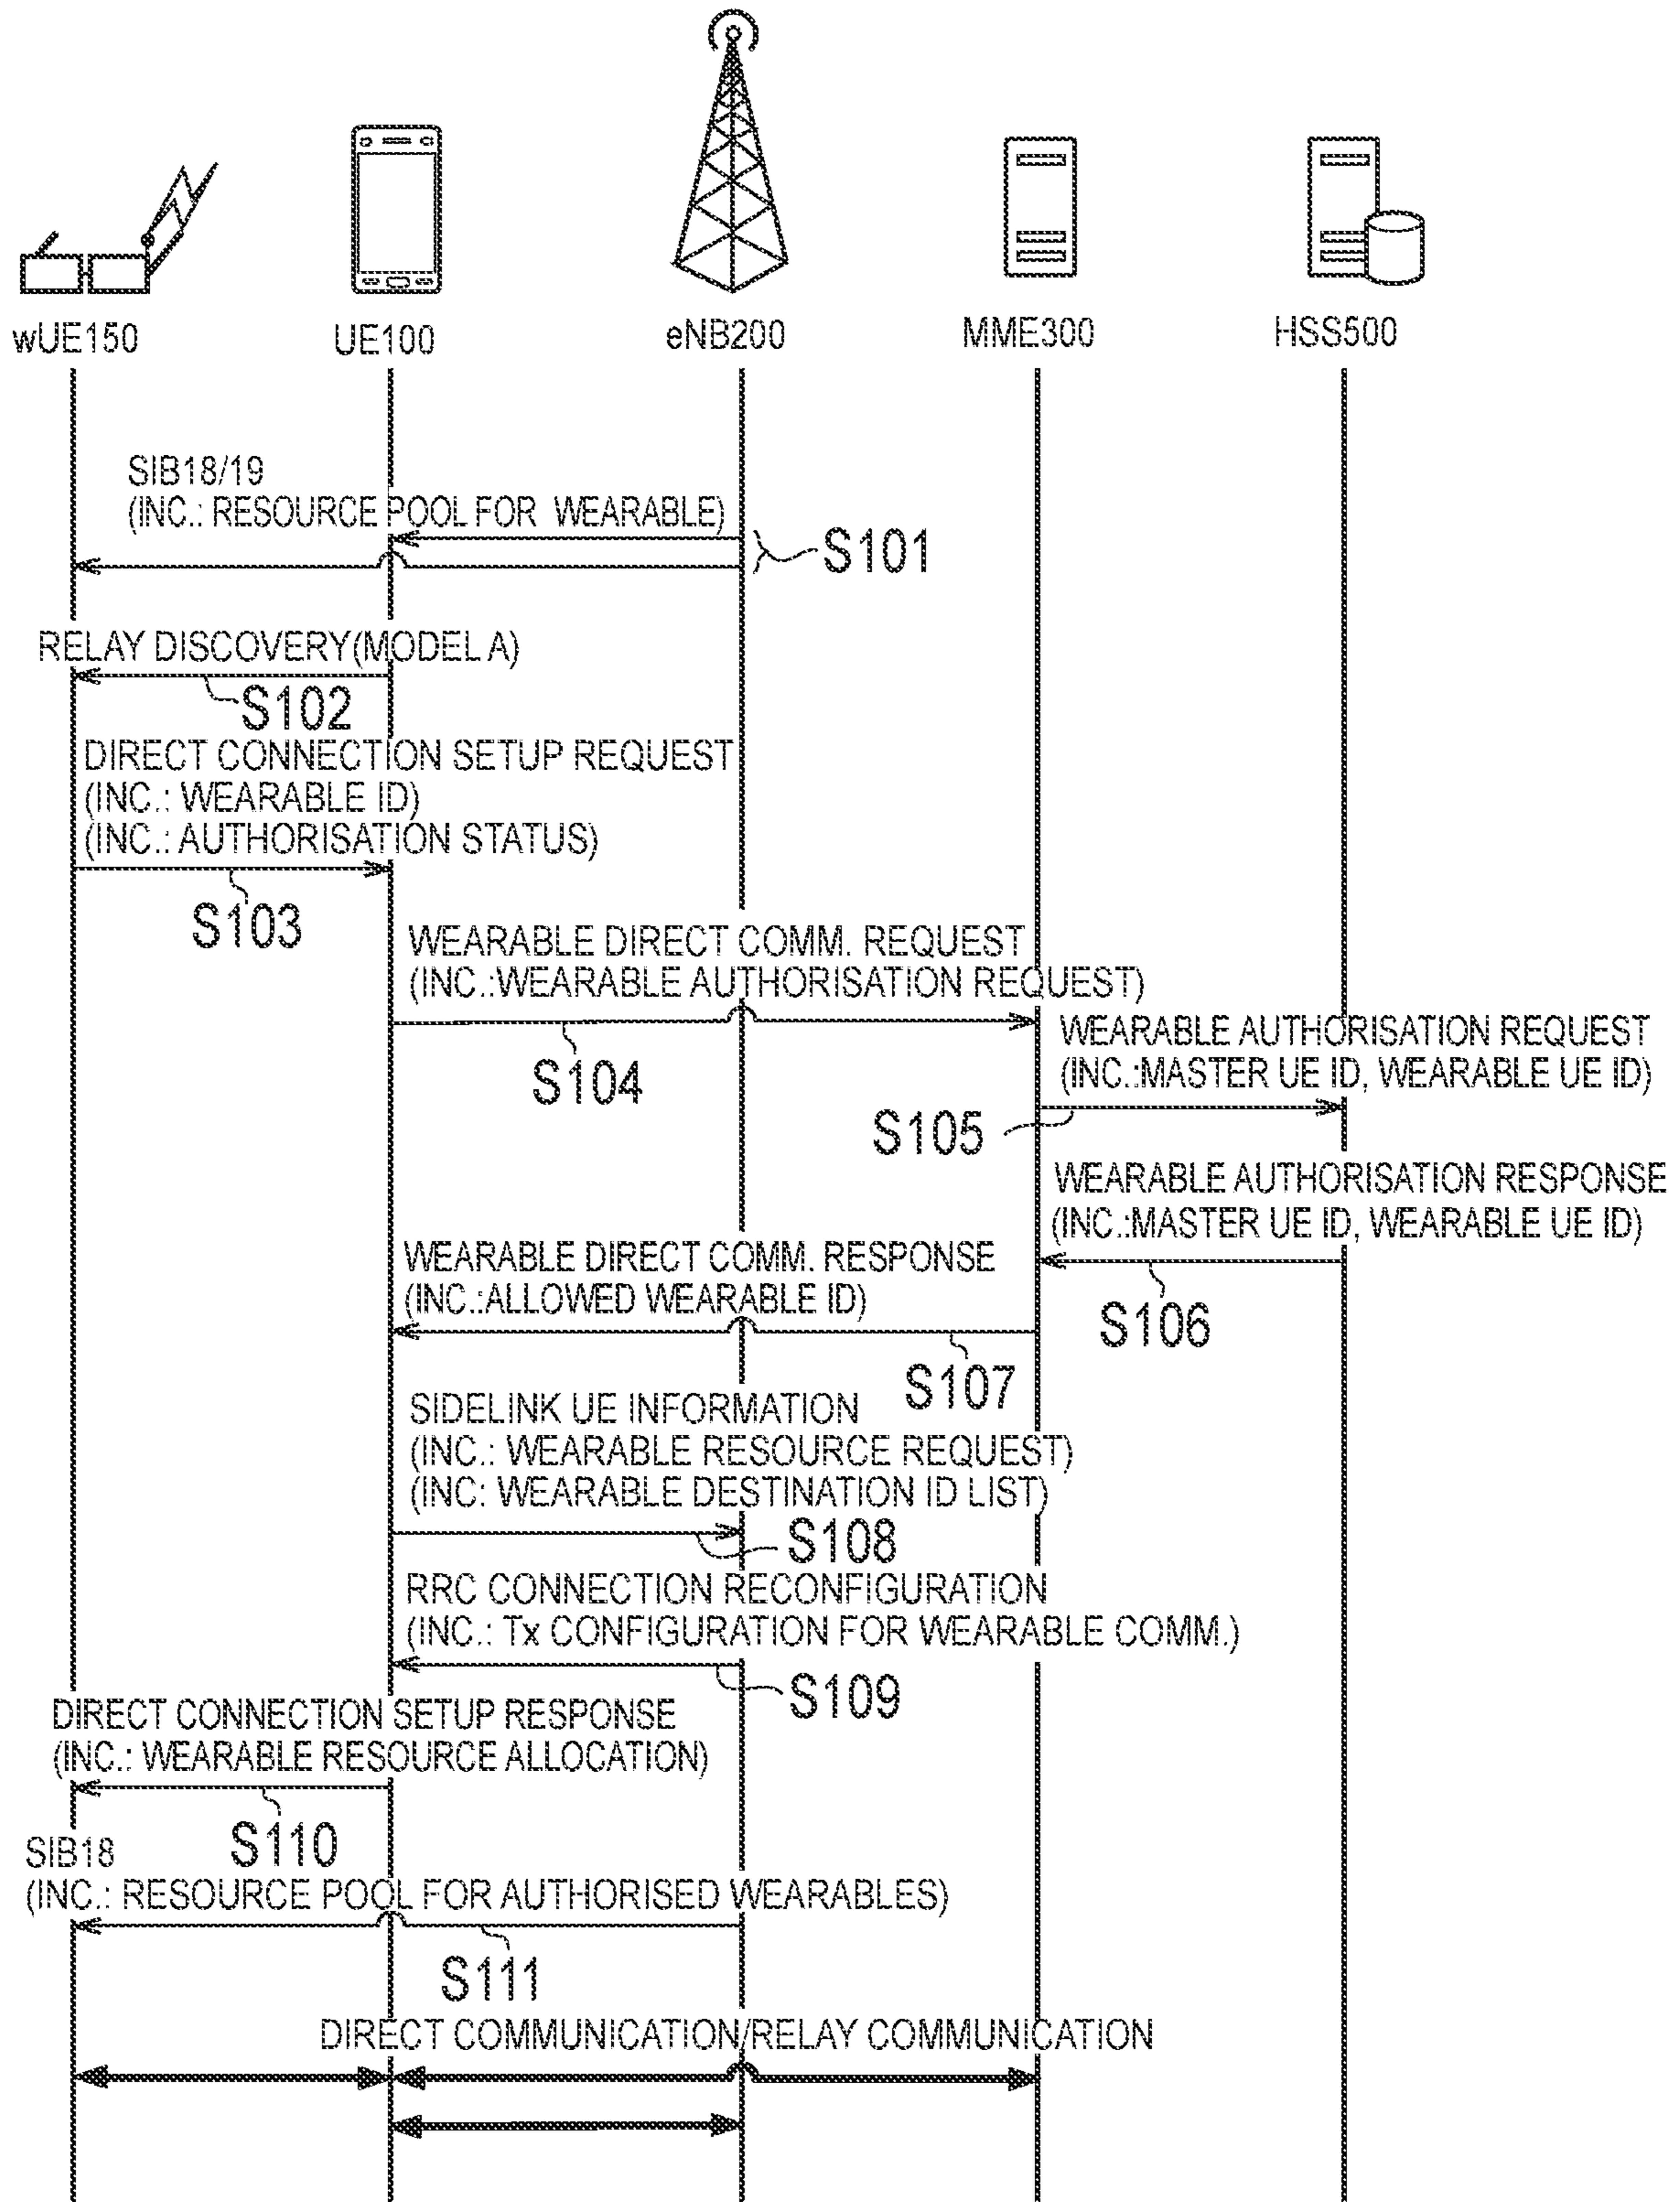 wUE150
UE100
eNB200
MME300
HSS500
SIB18/19
(INC.: RESOURCE POOL FOR WEARABLE)
S101
RELAY DISCOVERY(MODEL A)
S102
DIRECT CONNECTION SETUP REQUEST
(INC.: WEARABLE ID)
(INC.: AUTHORISATION STATUS)
S103
WEARABLE DIRECT COMM. REQUEST
(INC.:WEARABLE AUTHORISATION REQUEST)
S104
WEARABLE AUTHORISATION REQUEST
(INC.:MASTER UE ID, WEARABLE UE ID)
S105
WEARABLE AUTHORISATION RESPONSE
(INC.:MASTER UE ID, WEARABLE UE ID)
S106
WEARABLE DIRECT COMM. RESPONSE
(INC.:ALLOWED WEARABLE ID)
S107
SIDELINK UE INFORMATION
(INC.: WEARABLE RESOURCE REQUEST)
(INC: WEARABLE DESTINATION ID LIST)
S108
RRC CONNECTION RECONFIGURATION
(INC.: Tx CONFIGURATION FOR WEARABLE COMM.)
S109
DIRECT CONNECTION SETUP RESPONSE
(INC.: WEARABLE RESOURCE ALLOCATION)
S110
SIB18
(INC.: RESOURCE POOL FOR AUTHORISED WEARABLES)
S111
DIRECT COMMUNICATION/RELAY COMMUNICATION